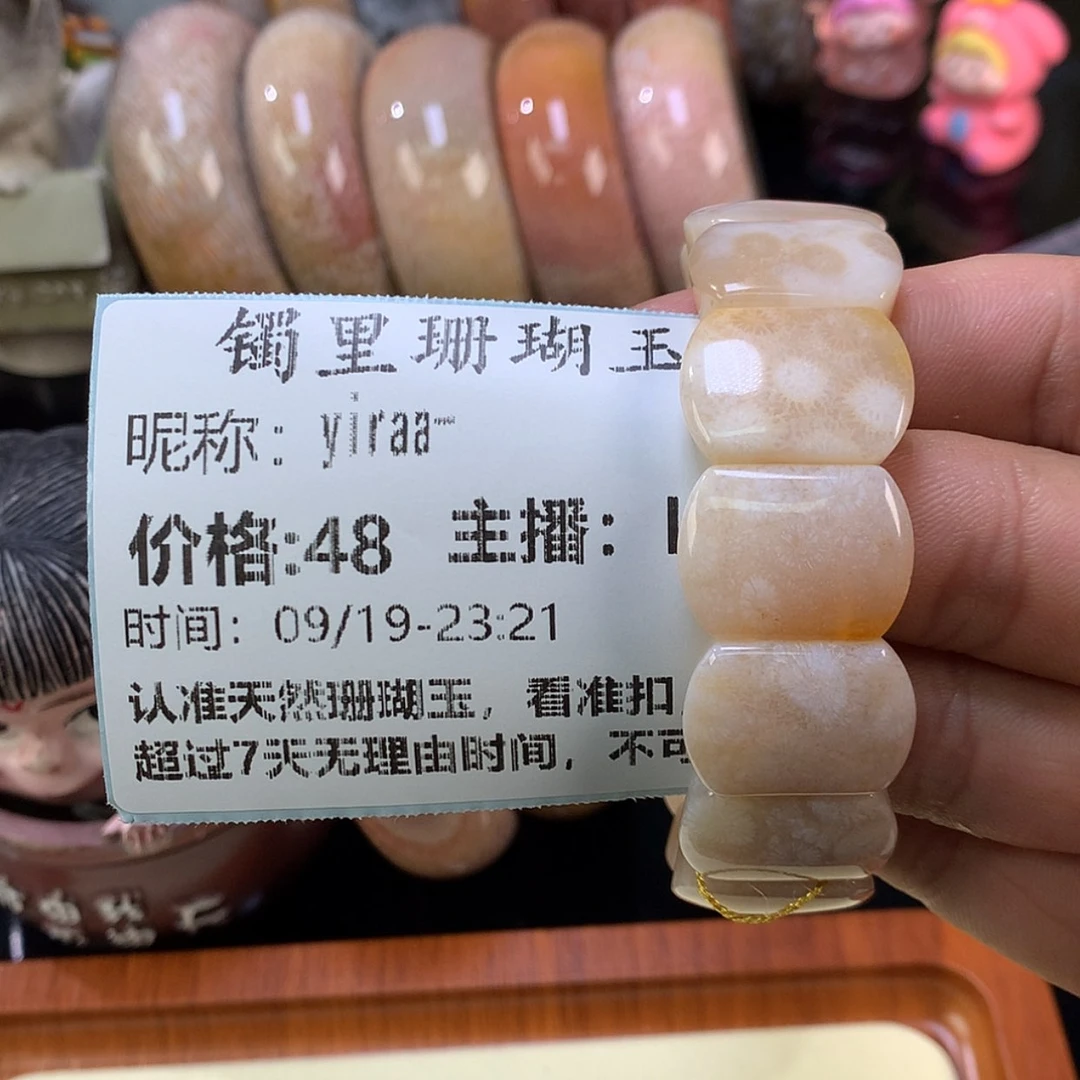 镯里珊瑚玉
昵称：yiraa~
价格:48 主播：
时间：09/19-23:21
认准天然珊瑚玉，看准扣
超过7天无理由时间，不可